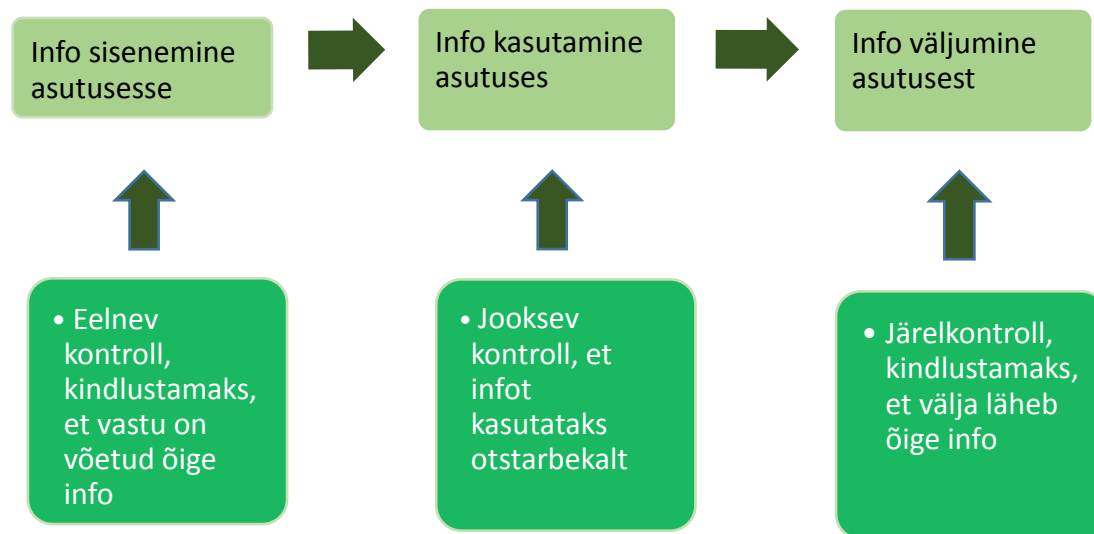 Info sisenemine
asutusesse
Info kasutamine
asutuses
Info väljumine
asutusest
• Eelnev
kontroll,
kindlustamaks,
et vastu on
võetud õige
info
• Jooksev
kontroll, et
infot
kasutataks
otstarbekalt
• Järelkontroll,
kindlustamaks,
et välja läheb
õige info